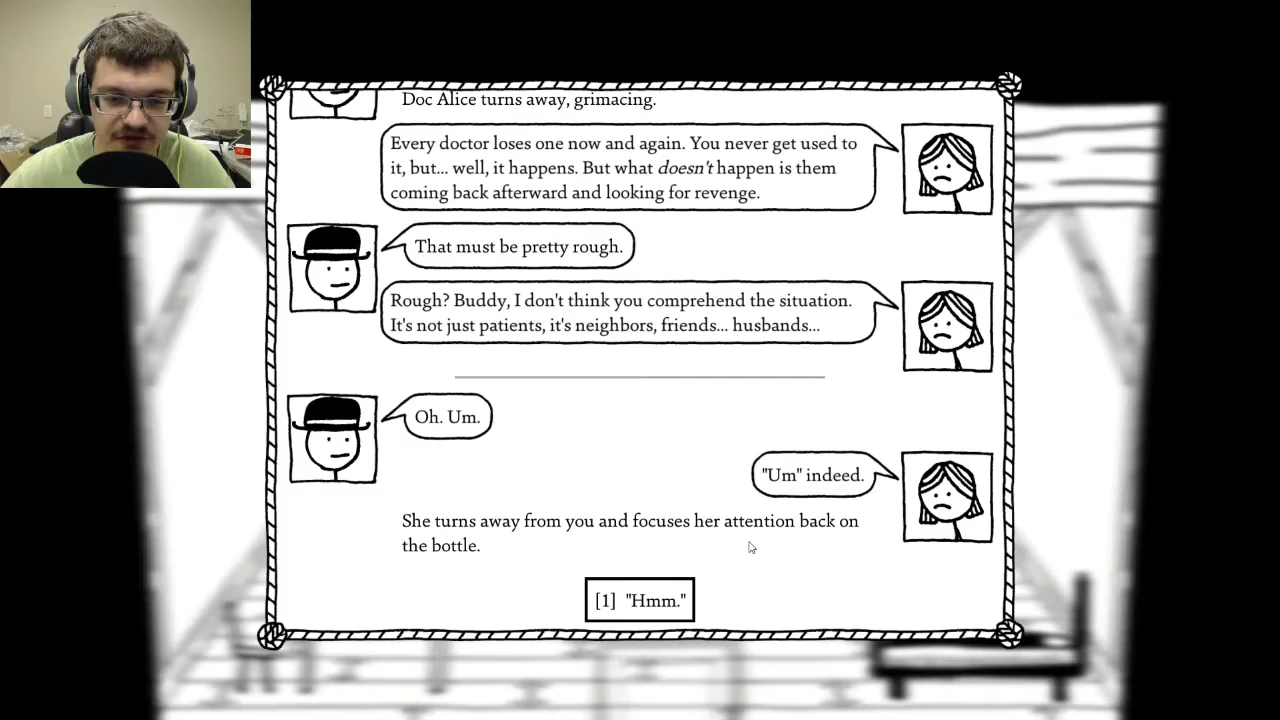 Doc Alice turns away, grimacing.
Every doctor loses one now and again. You never get used to
it, but... well, it happens. But what doesn't happen is them
coming back afterward and looking for revenge.
That must be pretty rough.
Rough? Buddy, I don't think you comprehend the situation.
It's not just patients, it's neighbors, friends... husbands...
Oh. Um.
"Um" indeed.
She turns away from you and focuses her attention back on
the bottle.
[1] "Hmm."